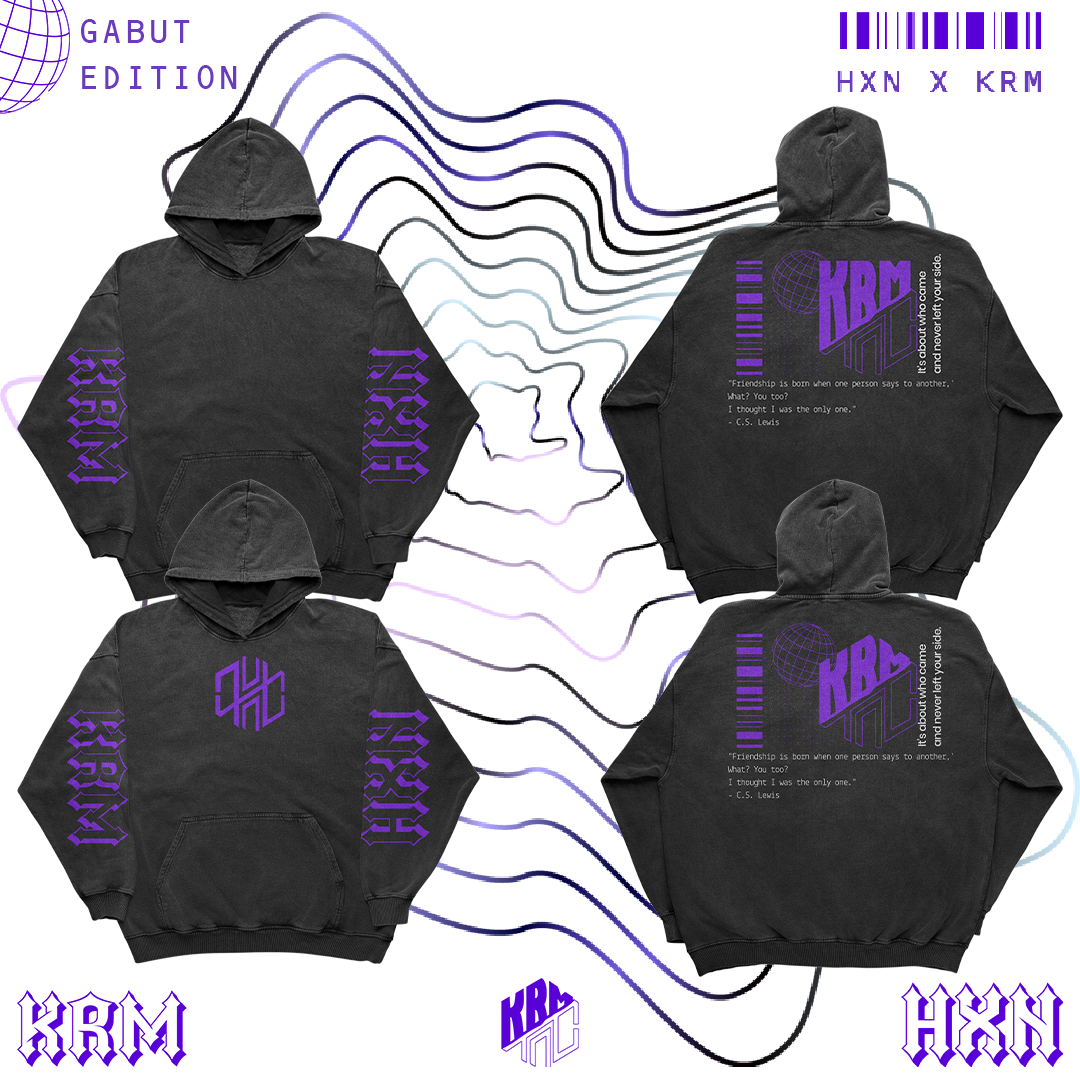 GABUT
EDITION
HXN X KRM
KRM
HXN
KRM
It's about who came
and never left your side.
"Friendship is born when one person says to another,'
What? You too?
I thought I was the only one."
- C.S. Lewis
KRM
HXN
KRM
It's about who came
and never left your side.
"Friendship is born when one person says to another,'
What? You too?
I thought I was the only one."
- C.S. Lewis
KRM
KRM
HXN